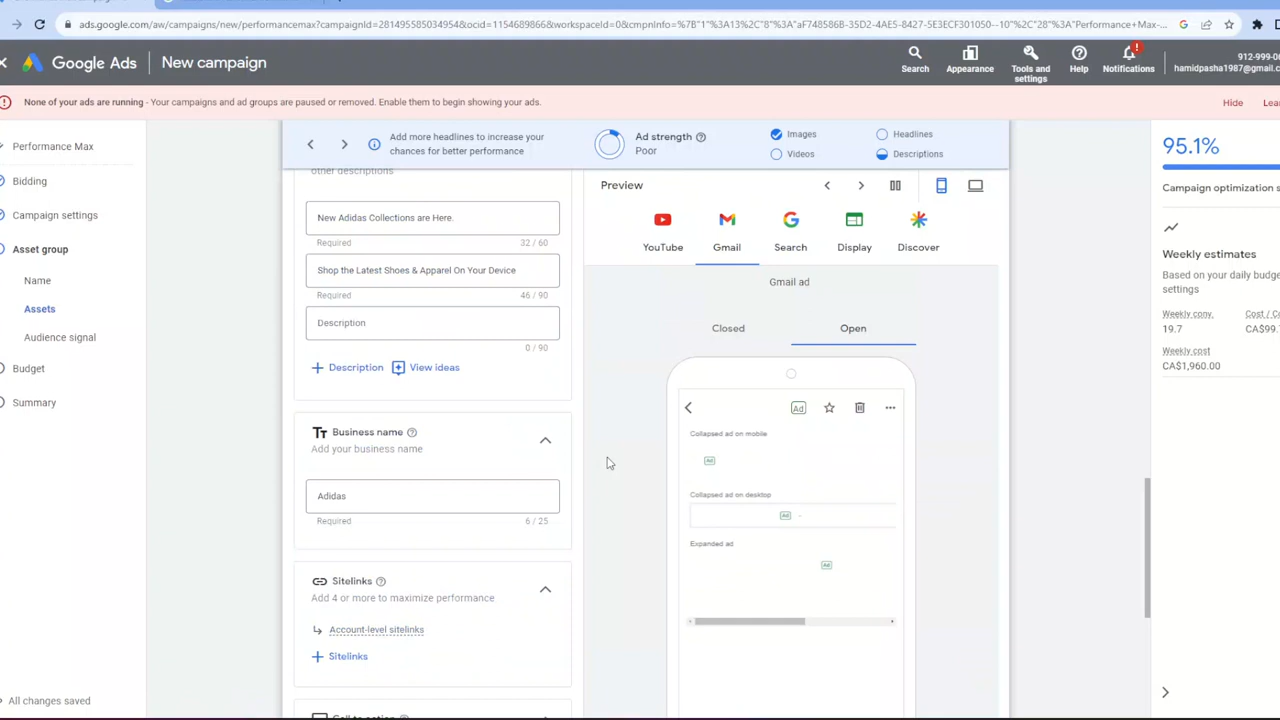 ads.google.com/aw/campaigns/new/performancemax?campaignId=281495585034954&ocid=1154689866&workspaceId=0&cmpnInfo=%7B"1"%3A13%2C"8"%3A"aF748586B-35D2-4AE5-8427-5E3ECF301050--10"%2C"28"%3A"Performance+Max-...
Google Ads
New campaign
Search
Appearance
Tools and settings
Help
Notifications
912-999-0
hamidpasha1987@gmail.c
None of your ads are running - Your campaigns and ad groups are paused or removed. Enable them to begin showing your ads.
Hide
Lea
Performance Max
Bidding
Campaign settings
Asset group
Name
Assets
Audience signal
Budget
Summary
All changes saved
Add more headlines to increase your
chances for better performance
Ad strength
Poor
Images
Videos
Headlines
Descriptions
other descriptions
New Adidas Collections are Here.
Required 32 / 60
Shop the Latest Shoes & Apparel On Your Device
Required 46 / 90
Description
0 / 90
+ Description
View ideas
Business name
Add your business name
Adidas
Required 6 / 25
Sitelinks
Add 4 or more to maximize performance
Account-level sitelinks
+ Sitelinks
Preview
YouTube
Gmail
Search
Display
Discover
Gmail ad
Closed
Open
Ad
Collapsed ad on mobile
Ad
Collapsed ad on desktop
Ad -
Expanded ad
Ad
95.1%
Campaign optimization s
Weekly estimates
Based on your daily budge
settings
Weekly conv.
Cost / Co
19.7
CA$99.
Weekly cost
CA$1,960.00